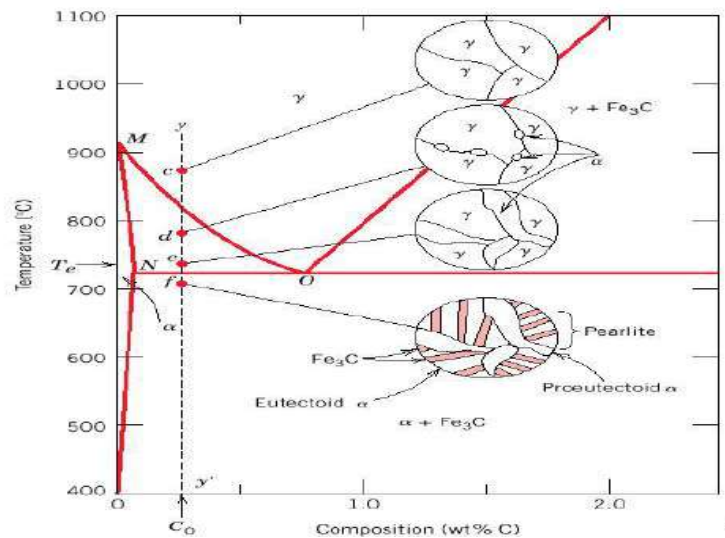 1100
1000
900
800
700
600
500
400
Temperature (°C)
T_e
M
N
O
α
γ
y
c
d
e
f
y'
γ γ
γ γ
γ γ
γ γ
α
γ + Fe₃C
γ γ
γ γ
Pearlite
Fe₃C
Proeutectoid α
Eutectoid α
α + Fe₃C
0
1.0
2.0
C_O
Composition (wt% C)